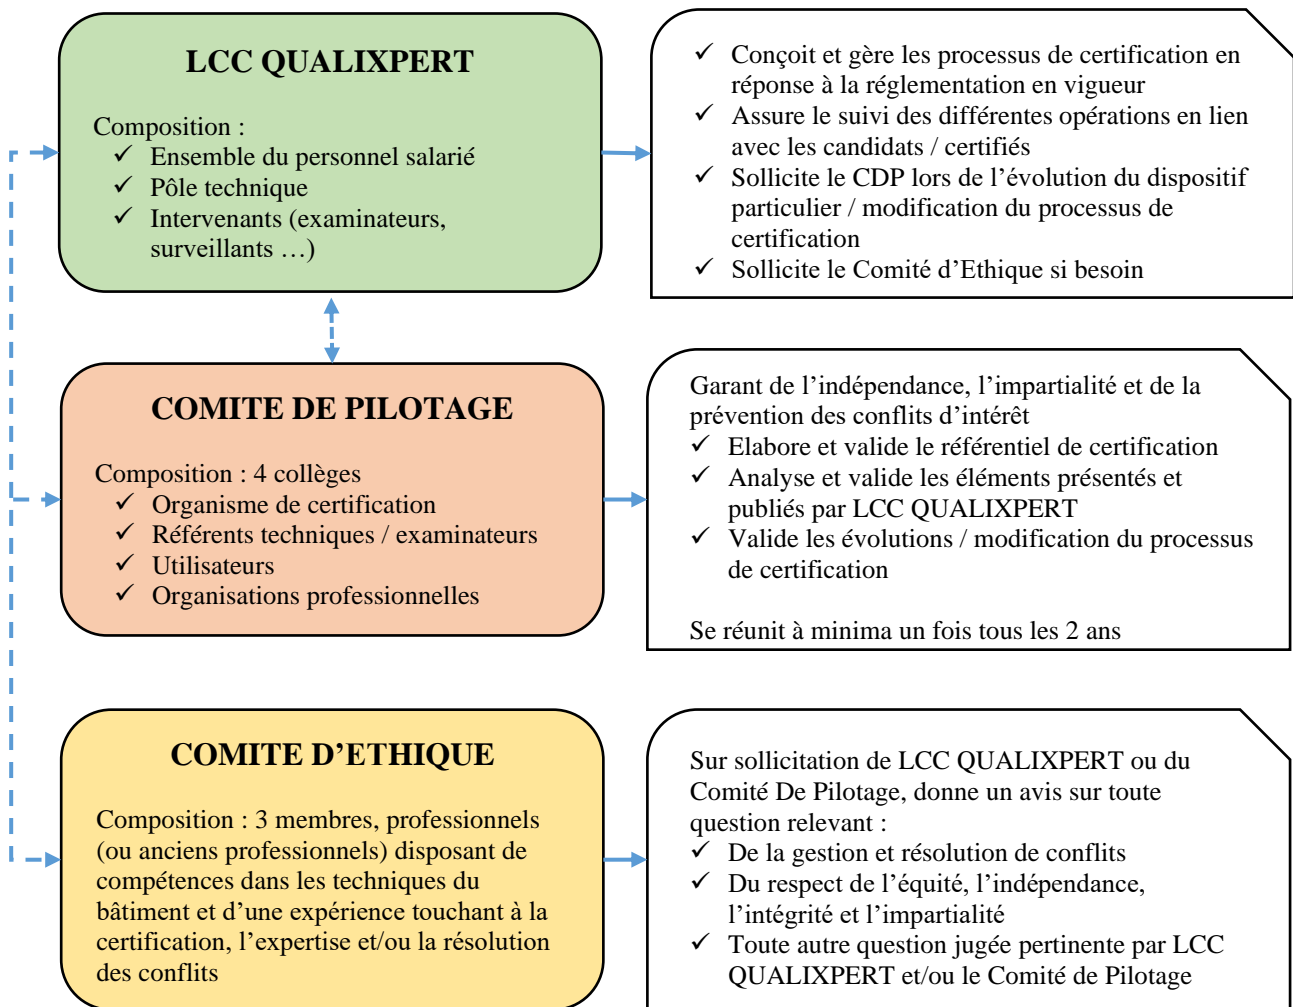 LCC QUALIXPERT
Composition :
✓ Ensemble du personnel salarié
✓ Pôle technique
✓ Intervenants (examinateurs,
surveillants …)
✓ Conçoit et gère les processus de certification en
réponse à la réglementation en vigueur
✓ Assure le suivi des différentes opérations en lien
avec les candidats / certifiés
✓ Sollicite le CDP lors de l’évolution du dispositif
particulier / modification du processus de
certification
✓ Sollicite le Comité d’Ethique si besoin
COMITE DE PILOTAGE
Composition : 4 collèges
✓ Organisme de certification
✓ Référents techniques / examinateurs
✓ Utilisateurs
✓ Organisations professionnelles
Garant de l’indépendance, l’impartialité et de la
prévention des conflits d’intérêt
✓ Elabore et valide le référentiel de certification
✓ Analyse et valide les éléments présentés et
publiés par LCC QUALIXPERT
✓ Valide les évolutions / modification du processus
de certification
Se réunit à minima un fois tous les 2 ans
COMITE D’ETHIQUE
Composition : 3 membres, professionnels
(ou anciens professionnels) disposant de
compétences dans les techniques du
bâtiment et d’une expérience touchant à la
certification, l’expertise et/ou la résolution
des conflits
Sur sollicitation de LCC QUALIXPERT ou du
Comité De Pilotage, donne un avis sur toute
question relevant :
✓ De la gestion et résolution de conflits
✓ Du respect de l’équité, l’indépendance,
l’intégrité et l’impartialité
✓ Toute autre question jugée pertinente par LCC
QUALIXPERT et/ou le Comité de Pilotage